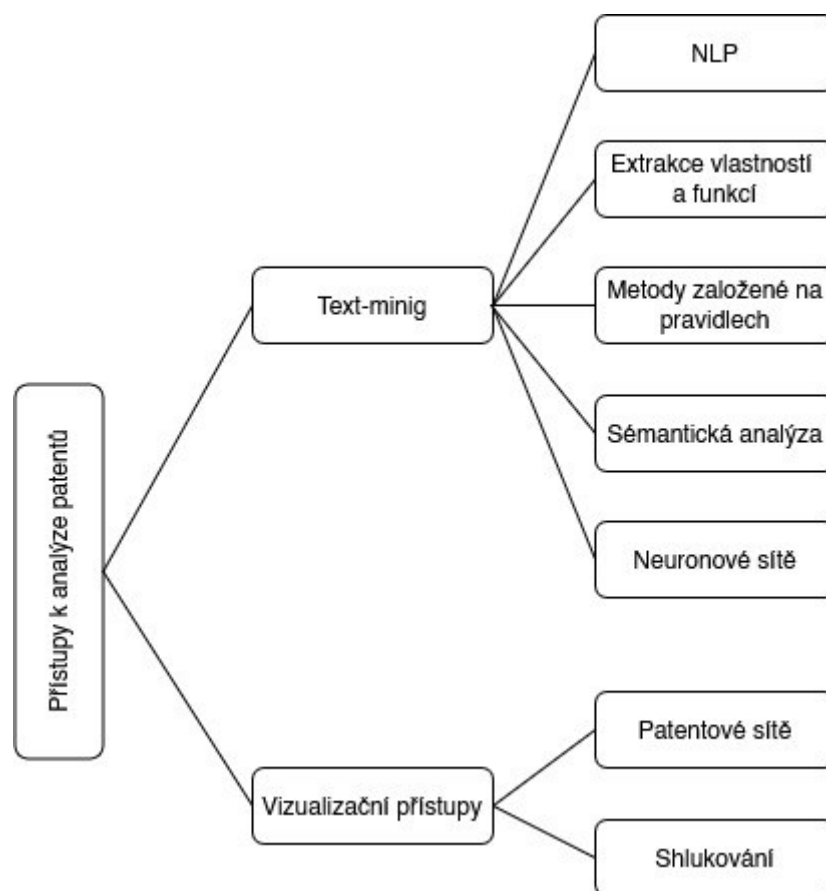 Přístupy k analýze patentů
Text-minig
NLP
Extrakce vlastností
a funkcí
Metody založené na
pravidlech
Sémantická analýza
Neuronové sítě
Vizualizační přístupy
Patentové sítě
Shlukování